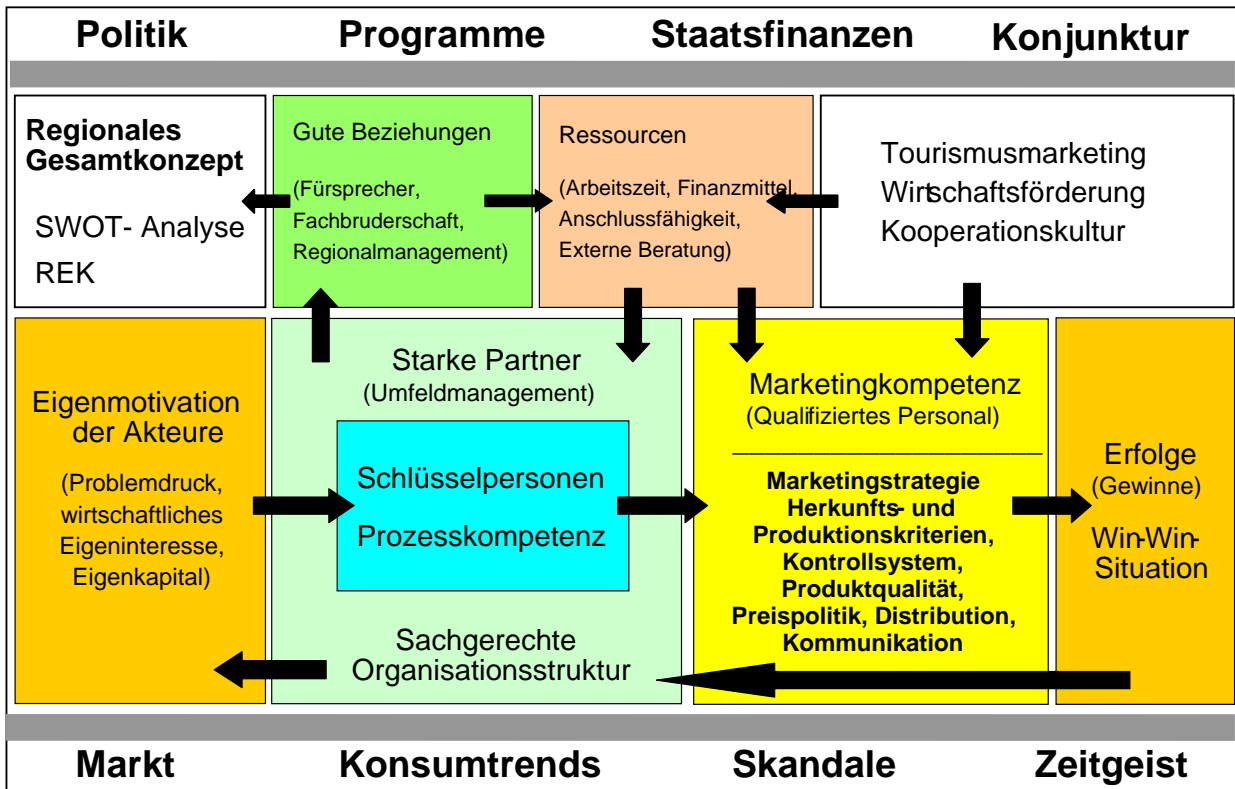 Politik Programme Staatsfinanzen Konjunktur
Regionales
Gesamtkonzept
SWOT- Analyse
REK
Gute Beziehungen
(Fürsprecher,
Fachbruderschaft,
Regionalmanagement)
Ressourcen
(Arbeitszeit, Finanzmittel,
Anschlussfähigkeit,
Externe Beratung)
Tourismusmarketing
Wirtschaftsförderung
Kooperationskultur
Eigenmotivation
der Akteure
(Problemdruck,
wirtschaftliches
Eigeninteresse,
Eigenkapital)
Starke Partner
(Umfeldmanagement)
Schlüsselpersonen
Prozesskompetenz
Sachgerechte
Organisationsstruktur
Marketingkompetenz
(Qualifiziertes Personal)
Marketingstrategie
Herkunfts- und
Produktionskriterien,
Kontrollsystem,
Produktqualität,
Preispolitik, Distribution,
Kommunikation
Erfolge
(Gewinne)
Win-Win-
Situation
Markt Konsumtrends Skandale Zeitgeist